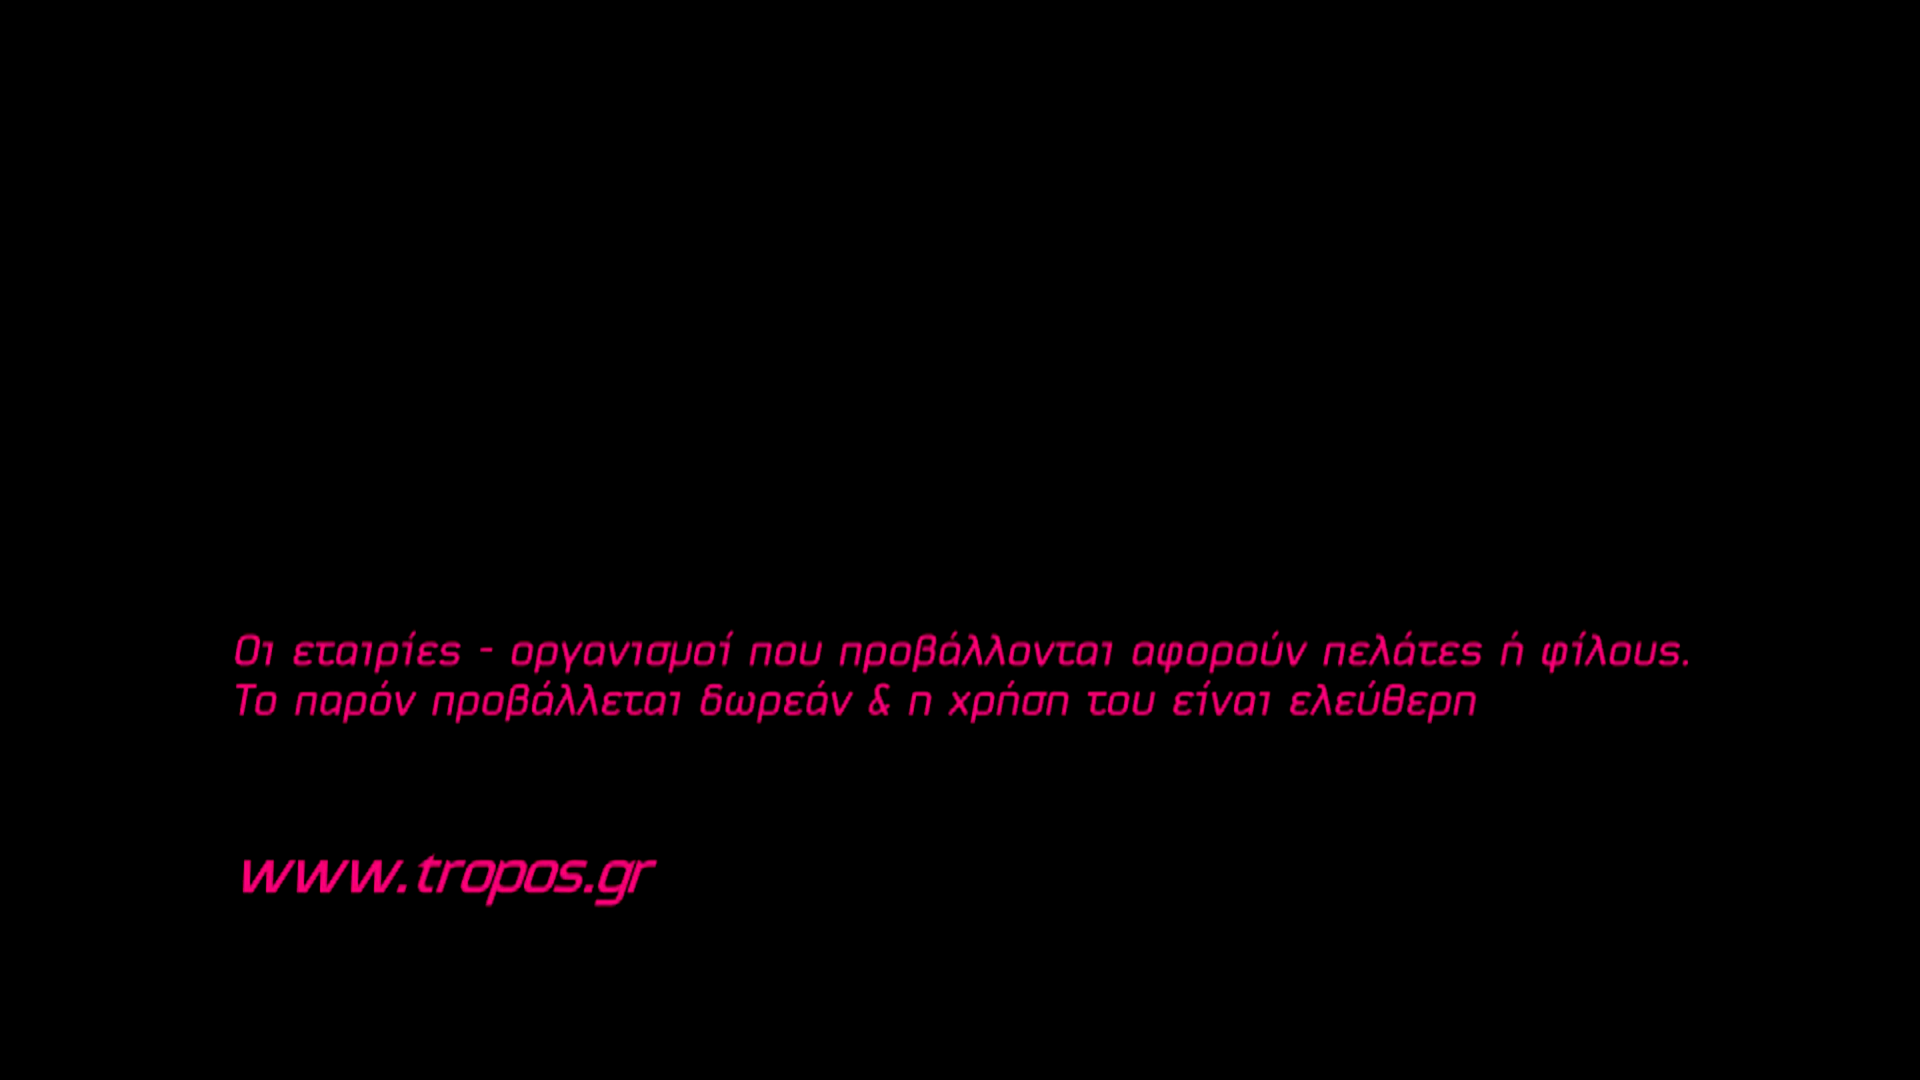 Οι εταιρίες - οργανισμοί που προβάλλονται αφορούν πελάτες ή φίλους.
Το παρόν προβάλλεται δωρεάν & η χρήση του είναι ελεύθερη
www.tropos.gr